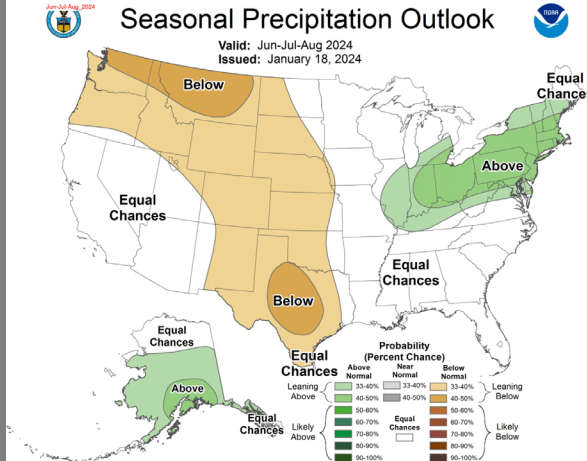 Jun-Jul-Aug_2024
Seasonal Precipitation Outlook
NOAA
Valid: Jun-Jul-Aug 2024
Issued: January 18, 2024
Below
Equal
Chances
Above
Equal
Chances
Equal
Chances
Below
Equal
Chances
Equal
Chances
Above
Equal
Chances
Probability
(Percent Chance)
Above
Normal
Near
Normal
Below
Normal
Leaning
Above
33-40%
33-40%
33-40%
Leaning
Below
40-50%
40-50%
40-50%
Likely
Above
50-60%
60-70%
70-80%
80-90%
90-100%
Equal
Chances
50-60%
60-70%
70-80%
80-90%
90-100%
Likely
Below